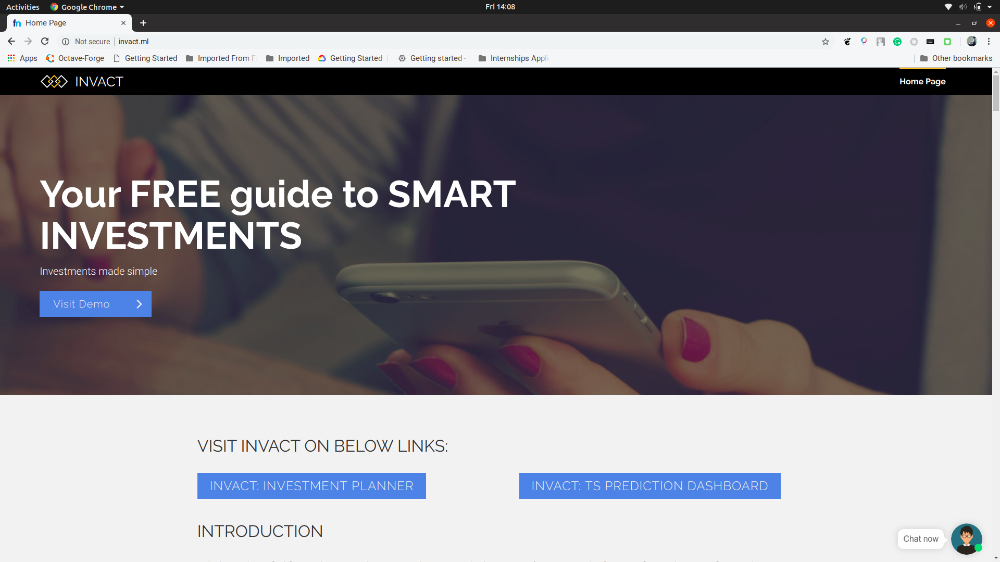 Activities
Google Chrome
Fri 14:08
Home Page
Not secure
invact.ml
Apps
Octave-Forge
Getting Started
Imported From
Imported
Getting Started
Getting started -
Internships Appli
Other bookmarks
INVACT
Home Page
Your FREE guide to SMART
INVESTMENTS
Investments made simple
Visit Demo
VISIT INVACT ON BELOW LINKS:
INVACT: INVESTMENT PLANNER
INVACT: TS PREDICTION DASHBOARD
INTRODUCTION
Chat now